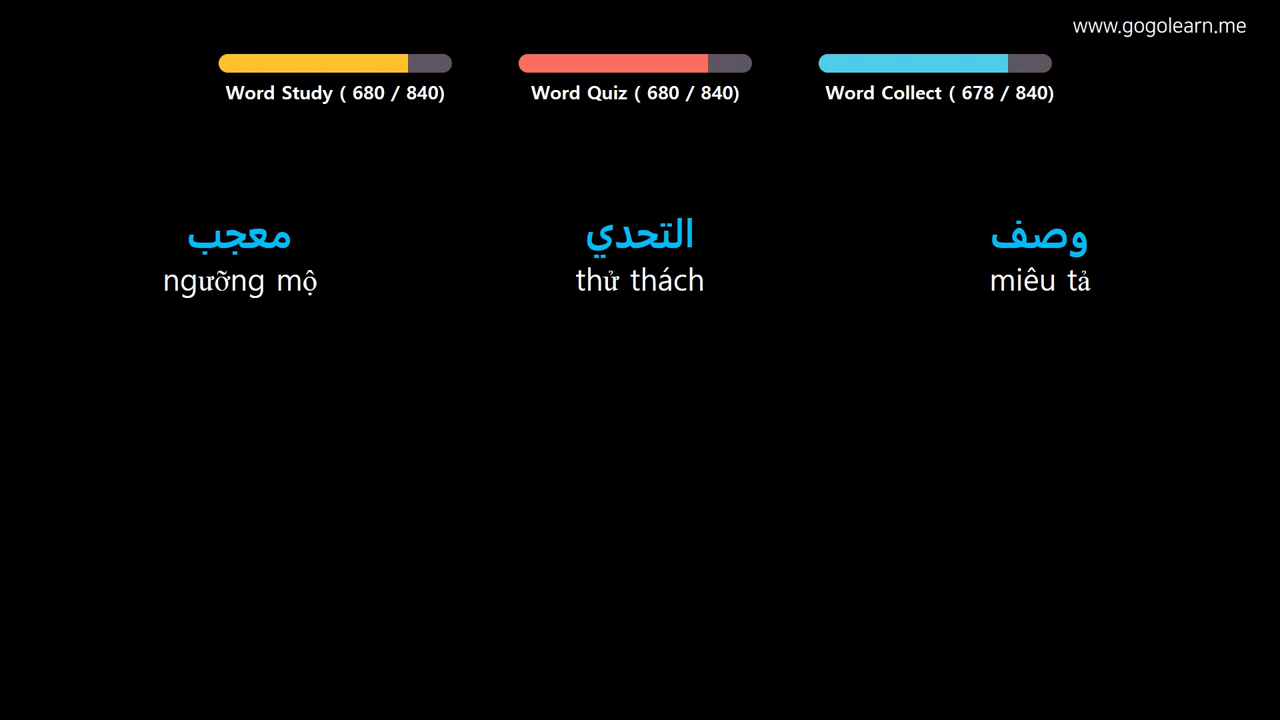 www.gogolearn.me
Word Study ( 680 / 840)
Word Quiz ( 680 / 840)
Word Collect ( 678 / 840)
معجب
التحدي
وصف
ngưỡng mộ
thử thách
miêu tả